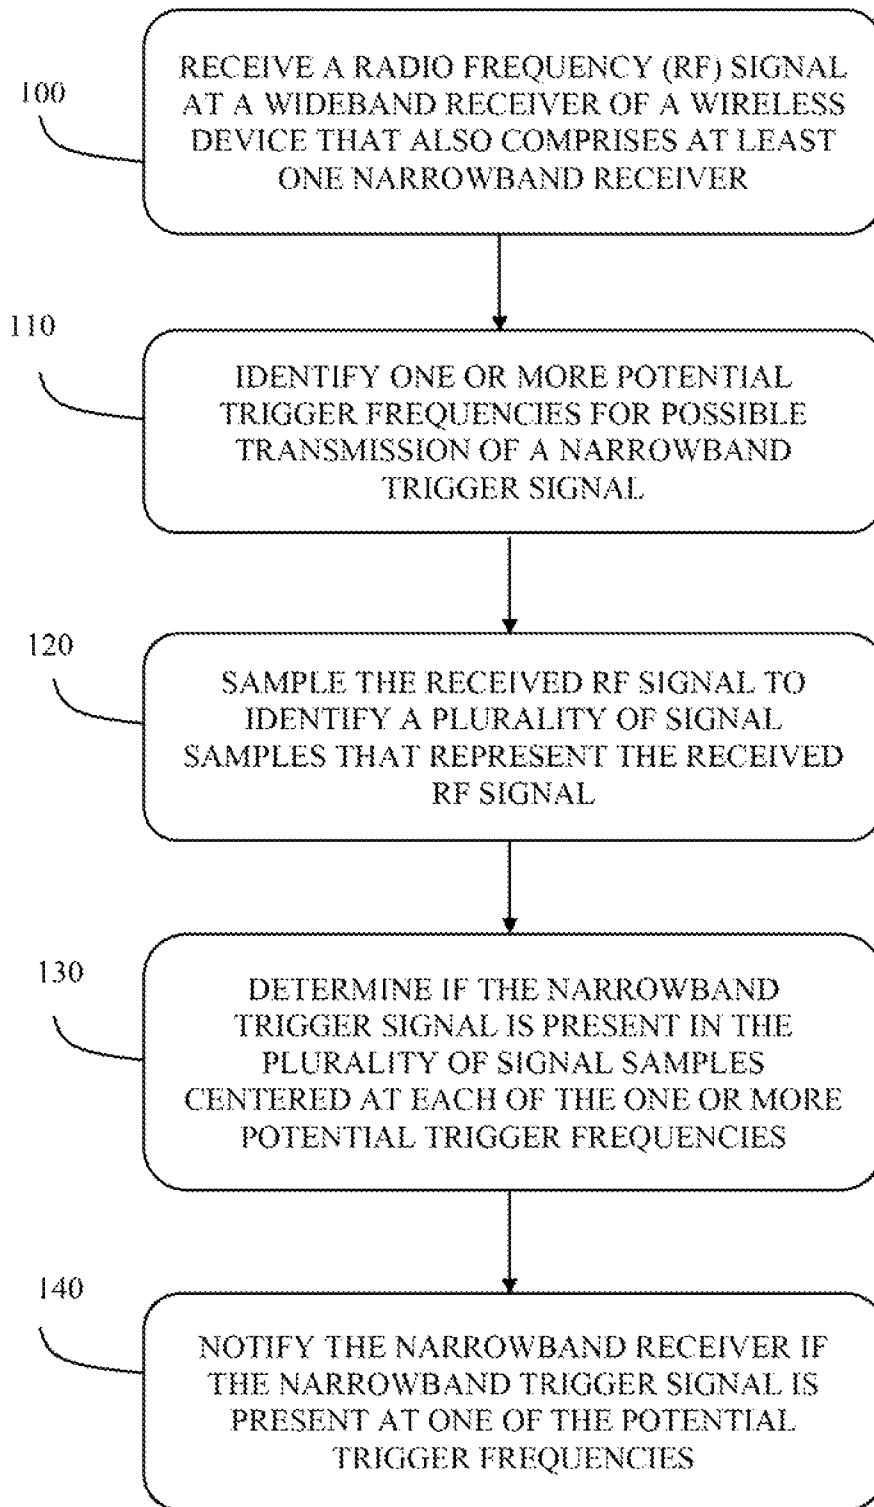 100
RECEIVE A RADIO FREQUENCY (RF) SIGNAL
AT A WIDEBAND RECEIVER OF A WIRELESS
DEVICE THAT ALSO COMPRISES AT LEAST
ONE NARROWBAND RECEIVER
110
IDENTIFY ONE OR MORE POTENTIAL
TRIGGER FREQUENCIES FOR POSSIBLE
TRANSMISSION OF A NARROWBAND
TRIGGER SIGNAL
120
SAMPLE THE RECEIVED RF SIGNAL TO
IDENTIFY A PLURALITY OF SIGNAL
SAMPLES THAT REPRESENT THE RECEIVED
RF SIGNAL
130
DETERMINE IF THE NARROWBAND
TRIGGER SIGNAL IS PRESENT IN THE
PLURALITY OF SIGNAL SAMPLES
CENTERED AT EACH OF THE ONE OR MORE
POTENTIAL TRIGGER FREQUENCIES
140
NOTIFY THE NARROWBAND RECEIVER IF
THE NARROWBAND TRIGGER SIGNAL IS
PRESENT AT ONE OF THE POTENTIAL
TRIGGER FREQUENCIES